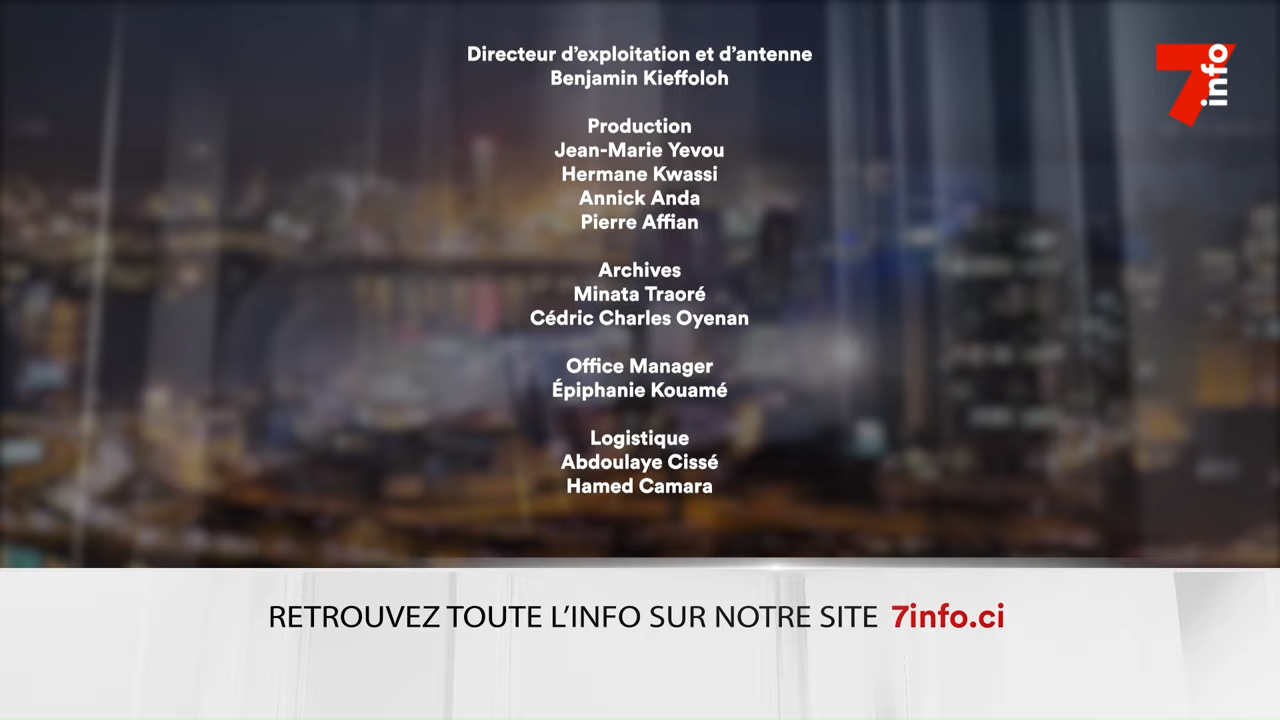 Directeur d'exploitation et d'antenne
Benjamin Kieffoloh
Production
Jean-Marie Yevou
Hermane Kwassi
Annick Anda
Pierre Affian
Archives
Minata Traoré
Cédric Charles Oyenan
Office Manager
Épiphanie Kouamé
Logistique
Abdoulaye Cissé
Hamed Camara
7info
RETROUVEZ TOUTE L'INFO SUR NOTRE SITE 7info.ci